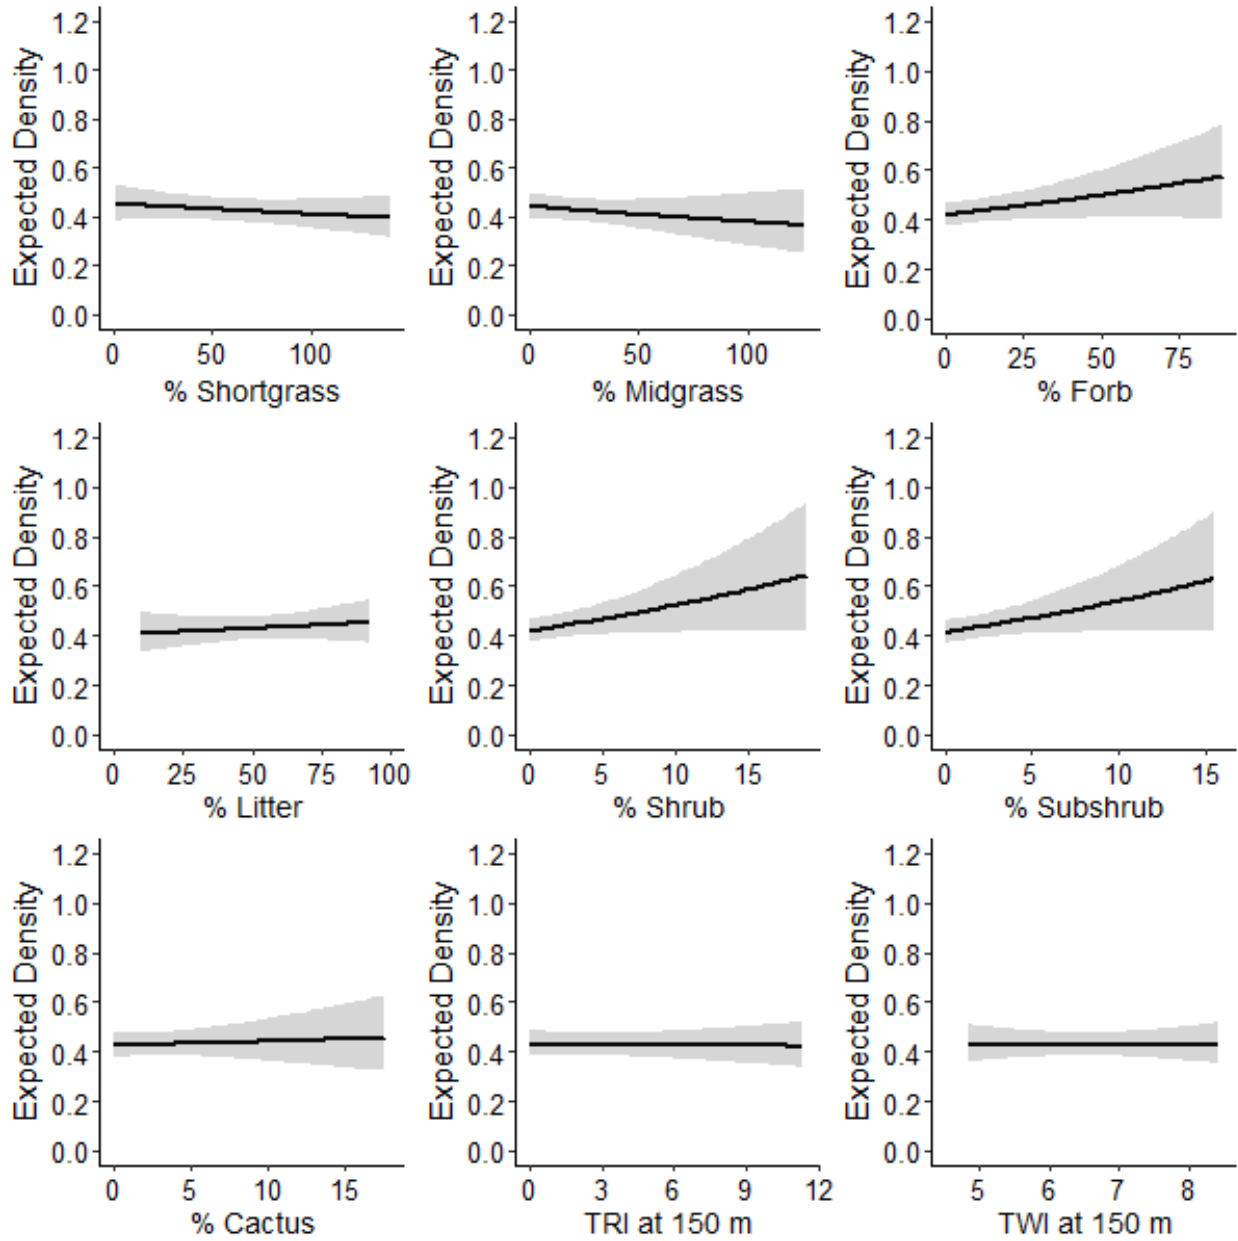 Expected Density
1.2
1.0
0.8
0.6
0.4
0.2
0.0
0 50 100
% Shortgrass
Expected Density
1.2
1.0
0.8
0.6
0.4
0.2
0.0
0 50 100
% Midgrass
Expected Density
1.2
1.0
0.8
0.6
0.4
0.2
0.0
0 25 50 75
% Forb
Expected Density
1.2
1.0
0.8
0.6
0.4
0.2
0.0
0 25 50 75 100
% Litter
Expected Density
1.2
1.0
0.8
0.6
0.4
0.2
0.0
0 5 10 15
% Shrub
Expected Density
1.2
1.0
0.8
0.6
0.4
0.2
0.0
0 5 10 15
% Subshrub
Expected Density
1.2
1.0
0.8
0.6
0.4
0.2
0.0
0 5 10 15
% Cactus
Expected Density
1.2
1.0
0.8
0.6
0.4
0.2
0.0
0 3 6 9 12
TRI at 150 m
Expected Density
1.2
1.0
0.8
0.6
0.4
0.2
0.0
5 6 7 8
TWI at 150 m